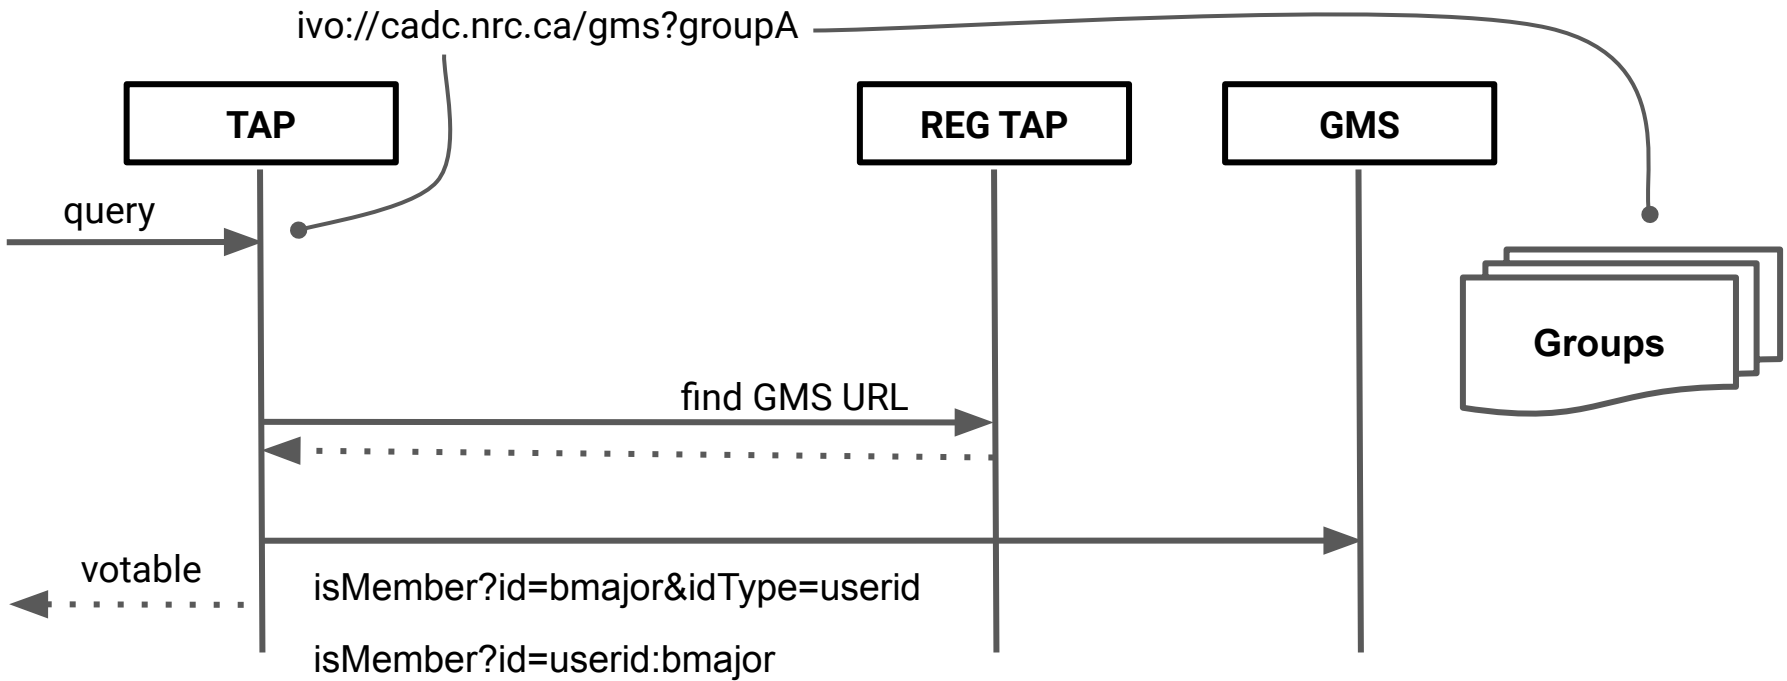 ivo://cadc.nrc.ca/gms?groupA
TAP
REG TAP
GMS
query
Groups
find GMS URL
votable
isMember?id=bmajor&idType=userid
isMember?id=userid:bmajor